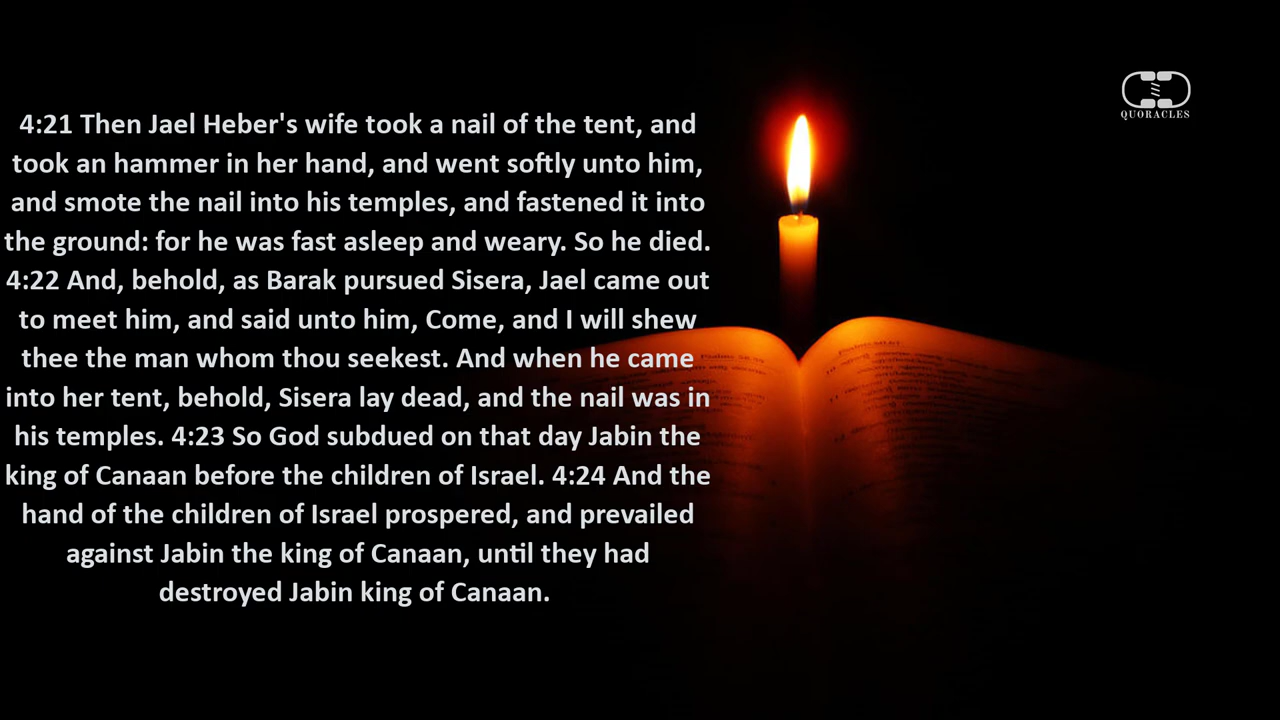 4:21 Then Jael Heber's wife took a nail of the tent, and
took an hammer in her hand, and went softly unto him,
and smote the nail into his temples, and fastened it into
the ground: for he was fast asleep and weary. So he died.
4:22 And, behold, as Barak pursued Sisera, Jael came out
to meet him, and said unto him, Come, and I will shew
thee the man whom thou seekest. And when he came
into her tent, behold, Sisera lay dead, and the nail was in
his temples. 4:23 So God subdued on that day Jabin the
king of Canaan before the children of Israel. 4:24 And the
hand of the children of Israel prospered, and prevailed
against Jabin the king of Canaan, until they had
destroyed Jabin king of Canaan.
QUORACLES